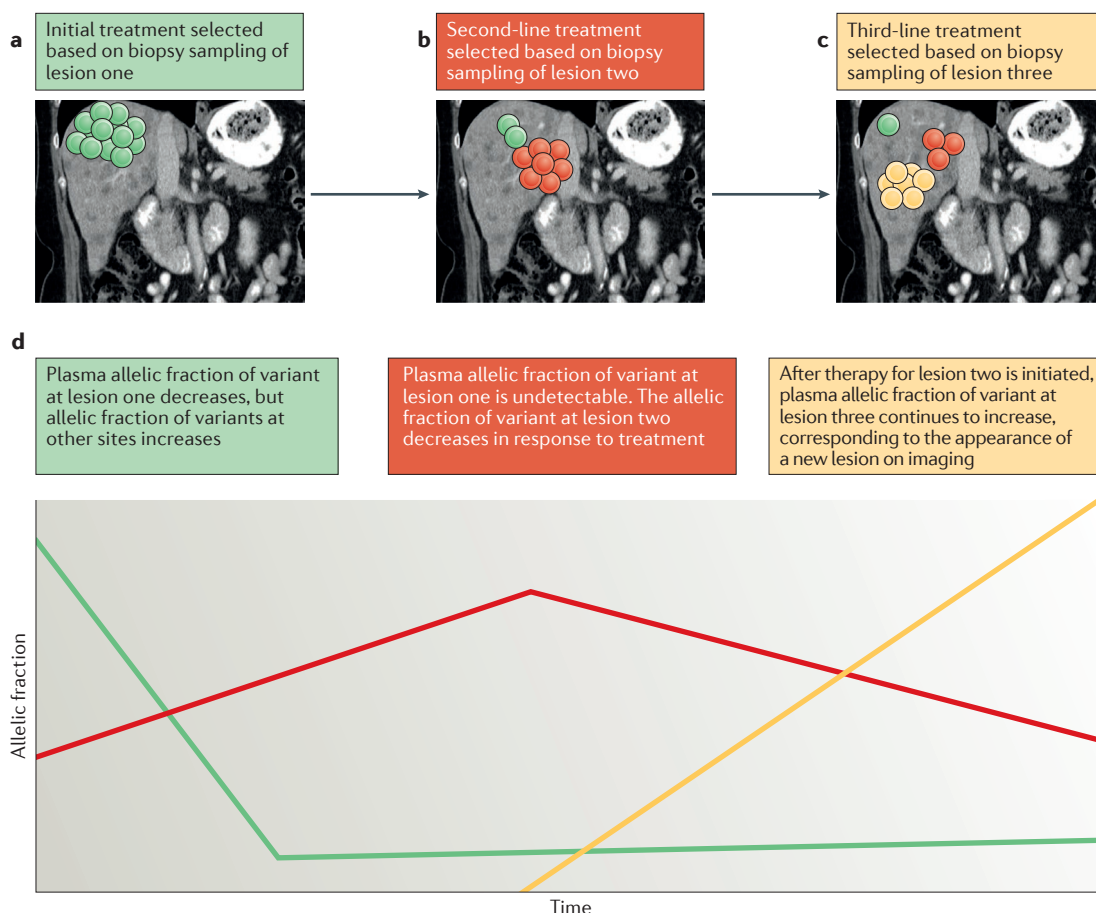 a
Initial treatment selected
based on biopsy sampling of
lesion one
b
Second-line treatment
selected based on biopsy
sampling of lesion two
c
Third-line treatment
selected based on biopsy
sampling of lesion three
d
Plasma allelic fraction of variant
at lesion one decreases, but
allelic fraction of variants at
other sites increases
Plasma allelic fraction of variant at
lesion one is undetectable. The allelic
fraction of variant at lesion two
decreases in response to treatment
After therapy for lesion two is initiated,
plasma allelic fraction of variant at
lesion three continues to increase,
corresponding to the appearance of
a new lesion on imaging
Allelic fraction
Time